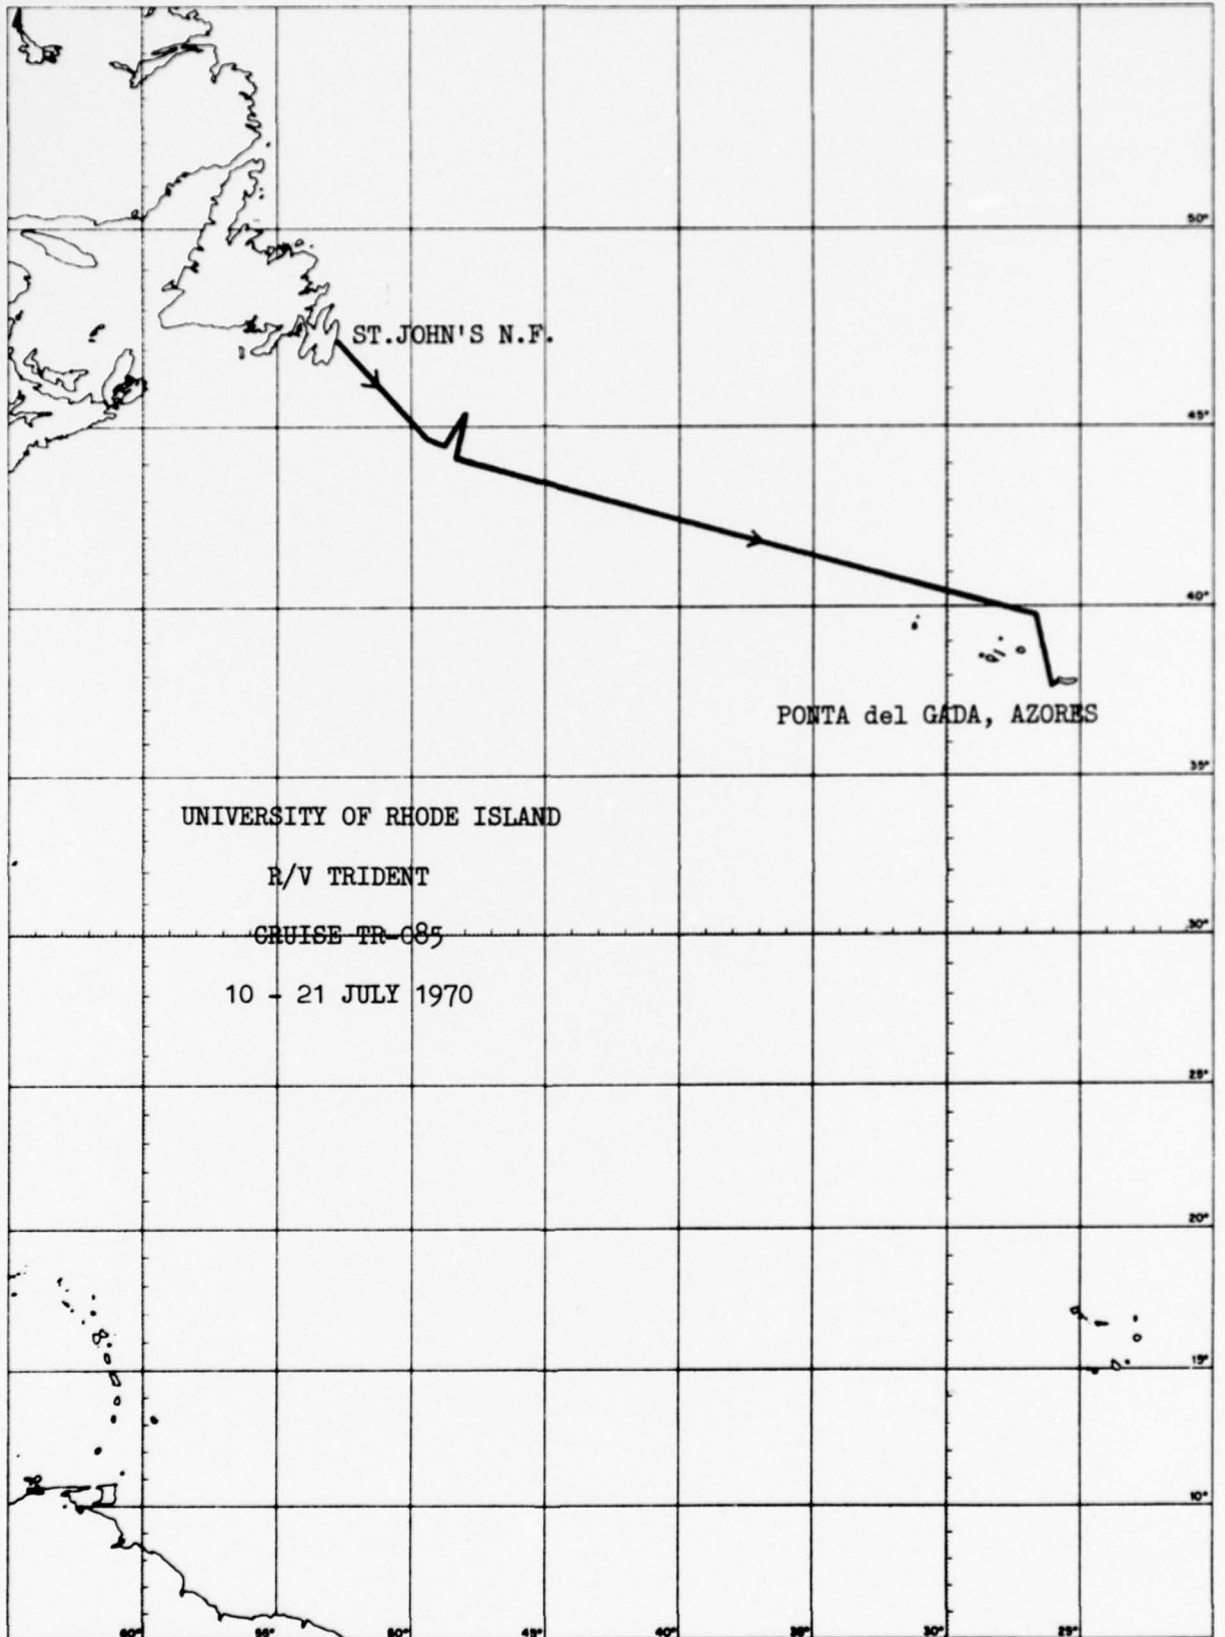 50°
ST.JOHN'S N.F.
45°
40°
PONTA del GADA, AZORES
35°
UNIVERSITY OF RHODE ISLAND
R/V TRIDENT
CRUISE TR-085
30°
10 - 21 JULY 1970
25°
20°
15°
10°
60° 55° 50° 45° 40° 35° 30° 25°